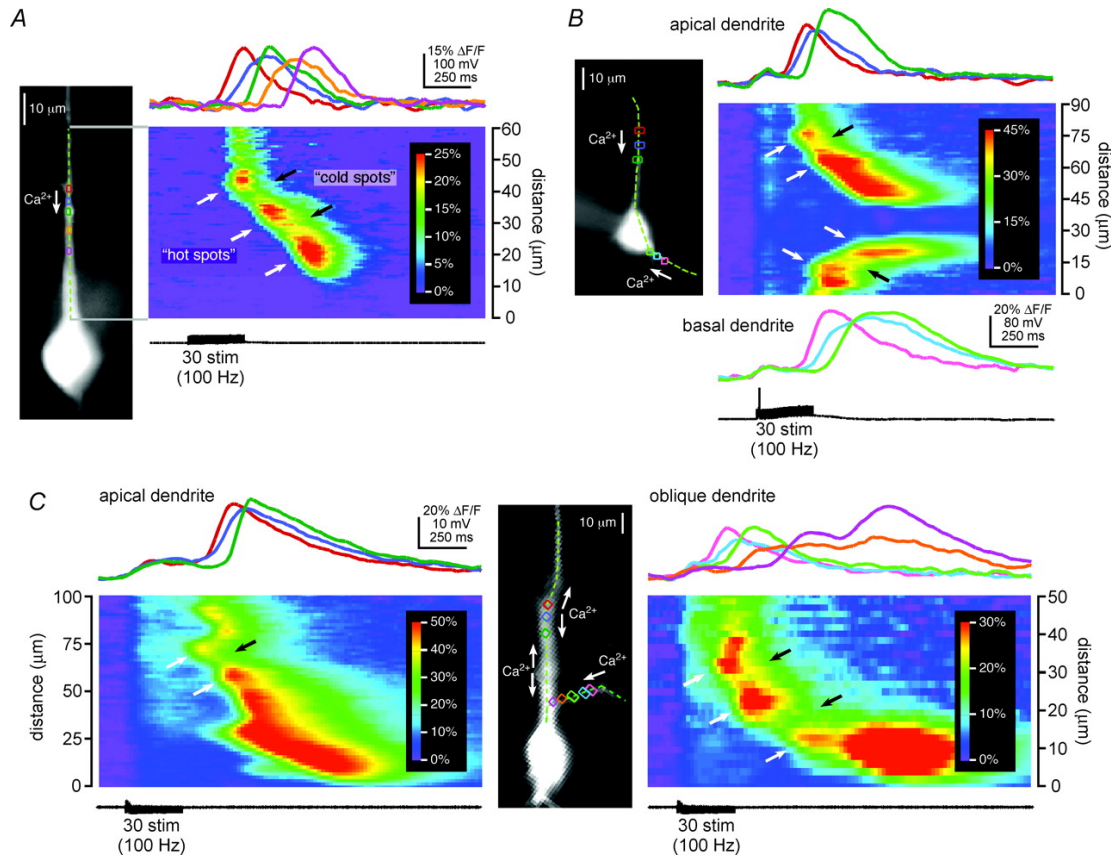 A
15% ΔF/F
100 mV
250 ms
10 μm
Ca²⁺
"cold spots"
"hot spots"
25%
20%
15%
10%
5%
0%
60
50
40
30
20
10
0
distance (μm)
30 stim
(100 Hz)
B
apical dendrite
10 μm
Ca²⁺
Ca²⁺
45%
30%
15%
0%
90
75
60
45
30
15
0
distance (μm)
basal dendrite
20% ΔF/F
80 mV
250 ms
30 stim
(100 Hz)
C
apical dendrite
20% ΔF/F
10 mV
250 ms
100
75
50
25
0
distance (μm)
50%
40%
30%
20%
10%
0%
30 stim
(100 Hz)
10 μm
Ca²⁺
Ca²⁺
Ca²⁺
oblique dendrite
30%
20%
10%
0%
50
40
30
20
10
0
distance (μm)
30 stim
(100 Hz)